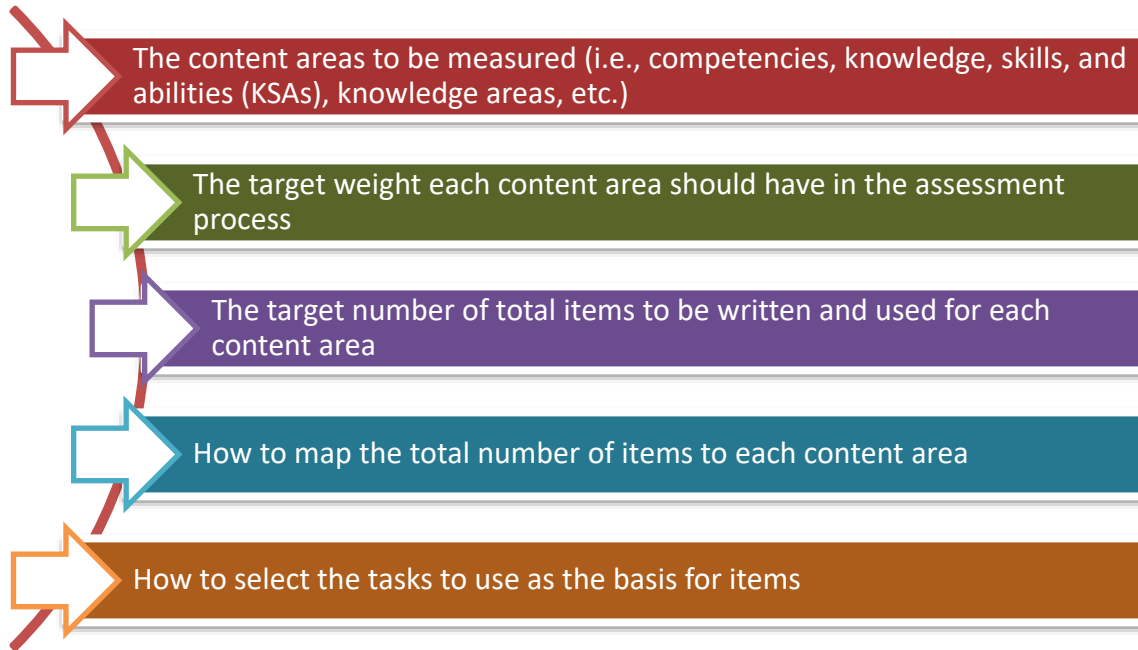 The content areas to be measured (i.e., competencies, knowledge, skills, and
abilities (KSAs), knowledge areas, etc.)
The target weight each content area should have in the assessment
process
The target number of total items to be written and used for each
content area
How to map the total number of items to each content area
How to select the tasks to use as the basis for items